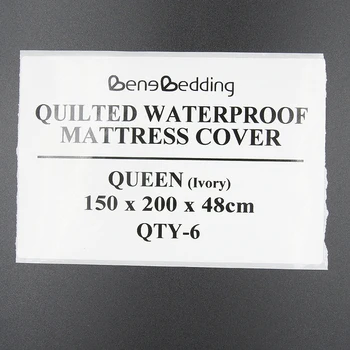 BeneBedding
QUILTED WATERPROOF
MATTRESS COVER
QUEEN (Ivory)
150 x 200 x 48cm
QTY-6